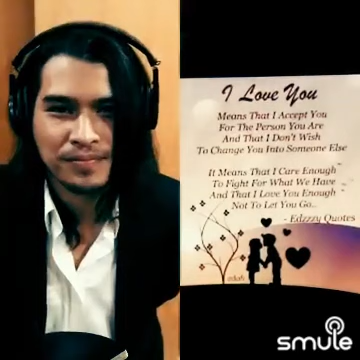 I Love You
Means That I Accept You
For The Person You Are
And That I Don't Wish
To Change You Into Someone Else
It Means That I Care Enough
To Fight For What We Have
And That I Love You Enough
Not To Let You Go..
- Edzzzy Quotes
smule